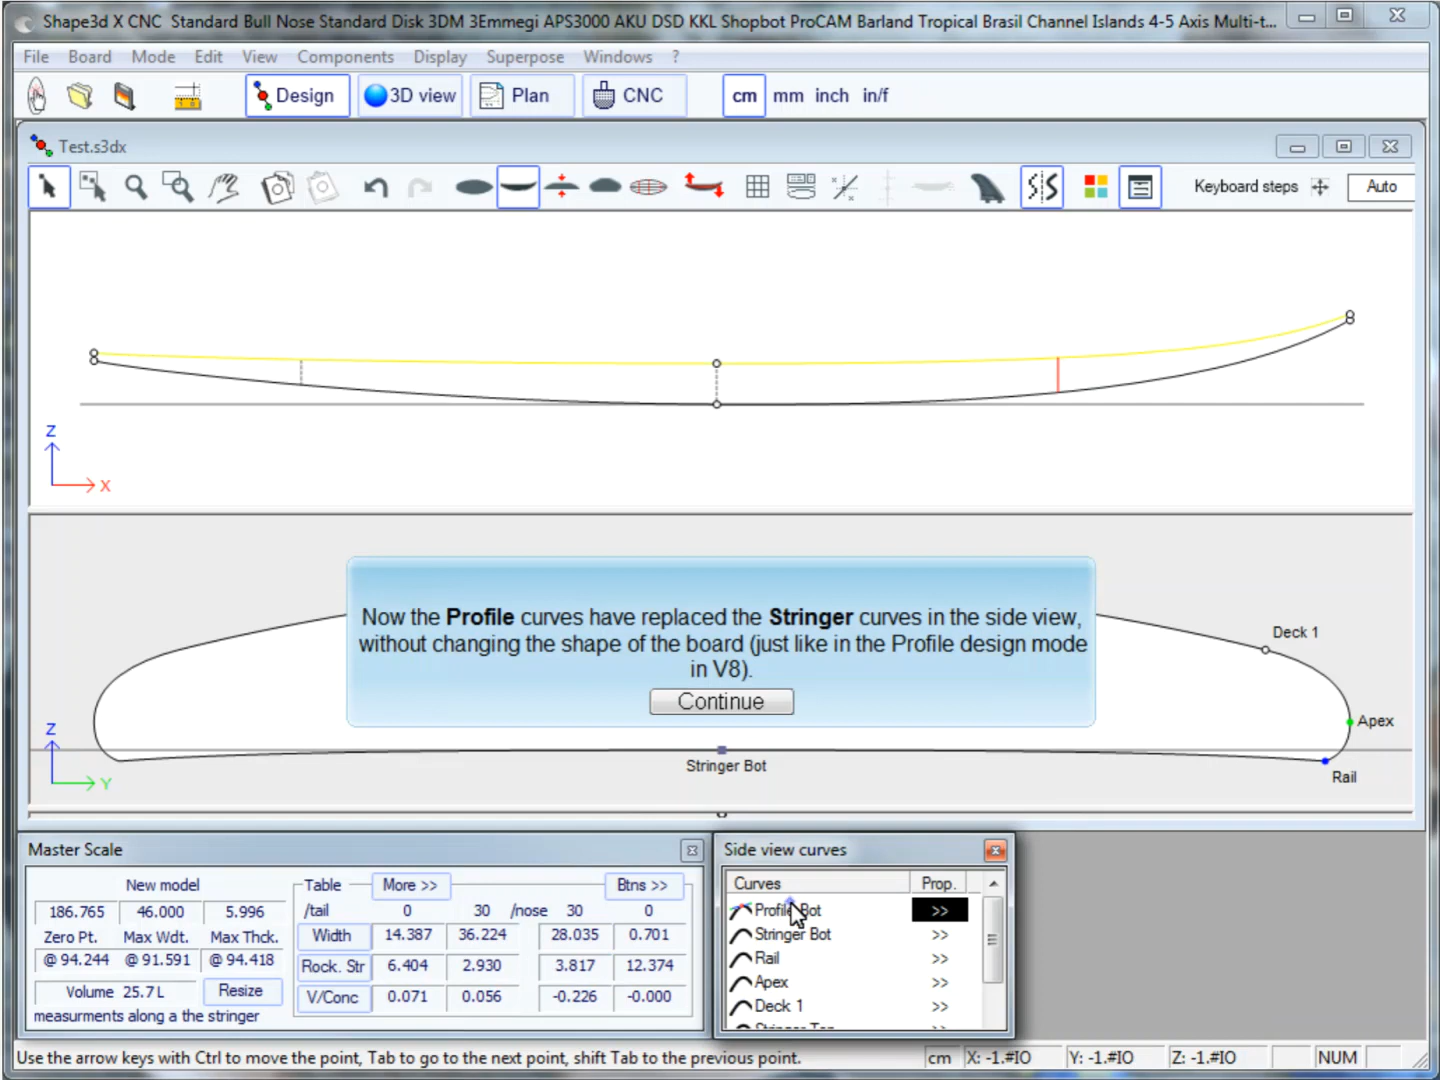 Shape3d X CNC  Standard Bull Nose Standard Disk 3DM 3Emmegi APS3000 AKU DSD KKL Shopbot ProCAM Barland Tropical Brasil Channel Islands 4-5 Axis Multi-t...
File Board Mode Edit View Components Display Superpose Windows ?
Design 3D view Plan CNC cm mm inch in/f
Test.s3dx
Keyboard steps Auto
Z
X
Now the Profile curves have replaced the Stringer curves in the side view,
without changing the shape of the board (just like in the Profile design mode
in V8).
Continue
Deck 1
Apex
Z
Stringer Bot
Rail
Y
Master Scale
New model
186.765 46.000 5.996
Zero Pt. Max Wdt. Max Thck.
@ 94.244 @ 91.591 @ 94.418
Volume 25.7 L Resize
measurments along a the stringer
Table More >> Btns >>
/tail 0 30 /nose 30 0
Width 14.387 36.224 28.035 0.701
Rock. Str 6.404 2.930 3.817 12.374
V/Conc 0.071 0.056 -0.226 -0.000
Side view curves
Curves Prop.
Profile Bot >>
Stringer Bot >>
Rail >>
Apex >>
Deck 1 >>
Use the arrow keys with Ctrl to move the point, Tab to go to the next point, shift Tab to the previous point. cm X: -1.#IO Y: -1.#IO Z: -1.#IO NUM